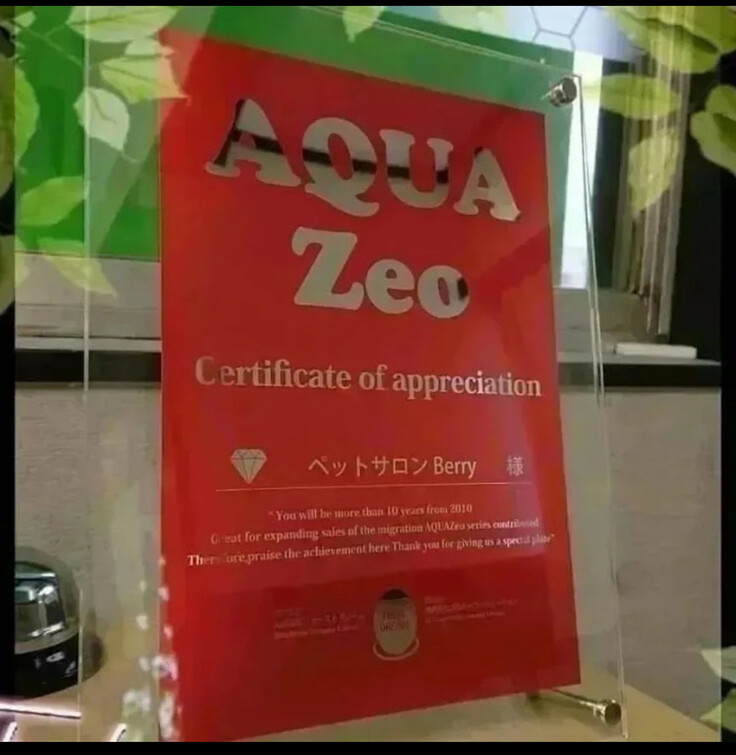 AQUA
Zeo
Certificate of appreciation
ペットサロン Berry 様
"You will be more than 10 years from 2010
Great for expanding sales of the migration AQUAZeo series contributed
Therefore,praise the achievement here Thank you for giving us a special plate"